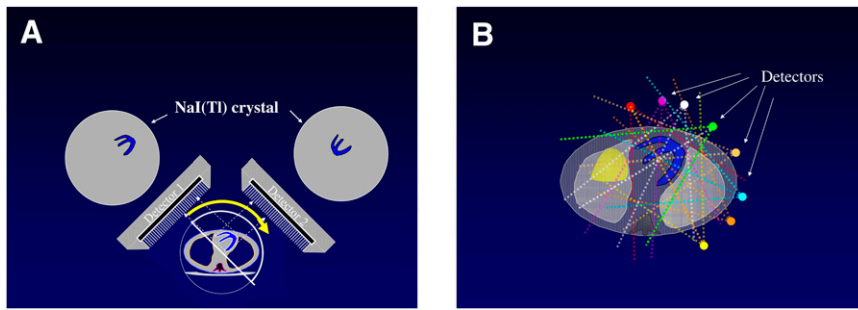 A
NaI(Tl) crystal
Detector 1
Detector 2
B
Detectors